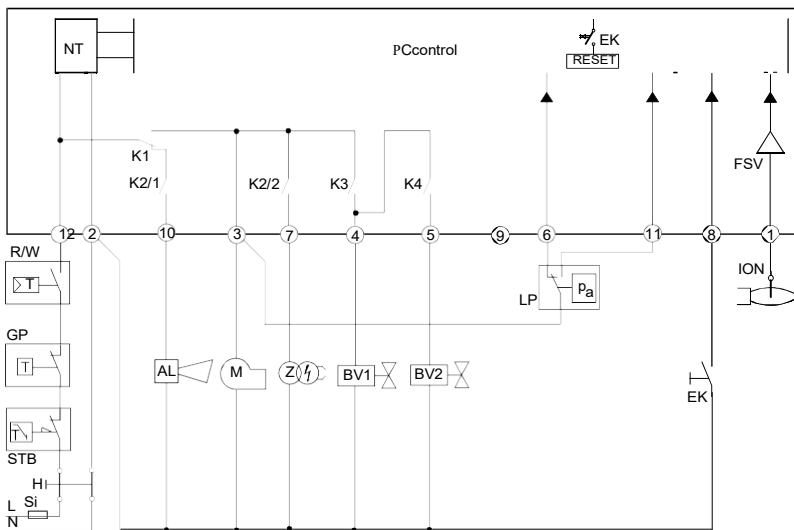 NT
PCcontrol
EK
RESET
FSV
K1
K2/1
K2/2
K3
K4
12
2
10
3
7
4
5
9
6
11
8
1
R/W
T
GP
T
STB
T
LP
pa
ION
AL
M
Z
BV1
BV2
EK
H
Si
L
N